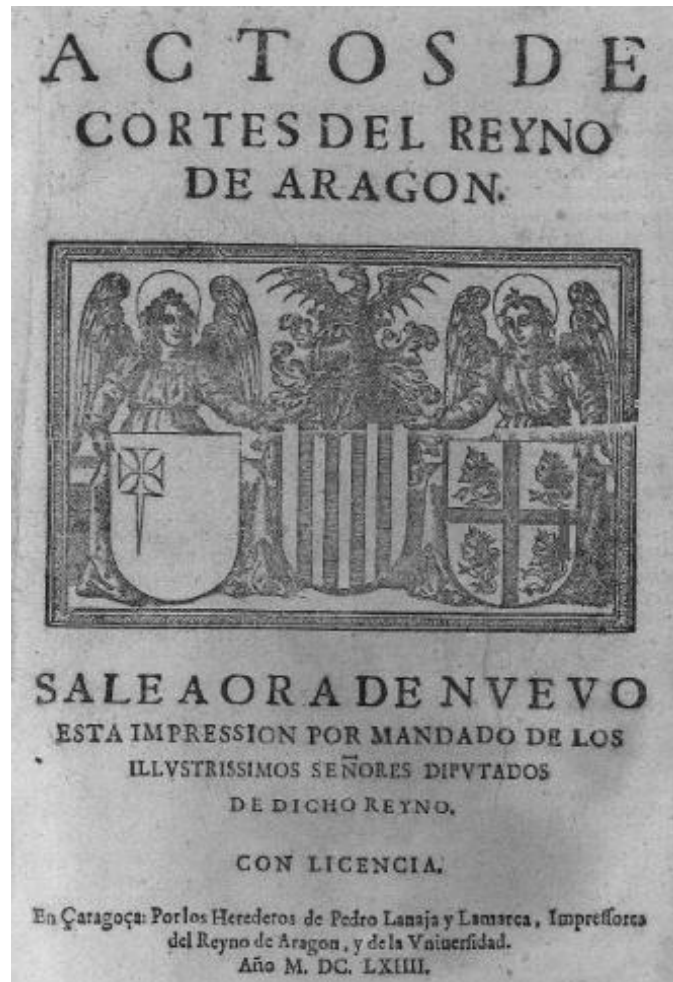 ACTOS DE
CORTES DEL REYNO
DE ARAGON.
SALE AORA DE NVEVO
ESTA IMPRESSION POR MANDADO DE LOS
ILLVSTRISSIMOS SEÑORES DIPVTADOS
DE DICHO REYNO.
CON LICENCIA.
En Çaragoça: Por los Herederos de Pedro Lanaja y Lamarca, Impreſſores
del Reyno de Aragon, y de la Vniuerſidad.
Año M. DC. LXIIII.